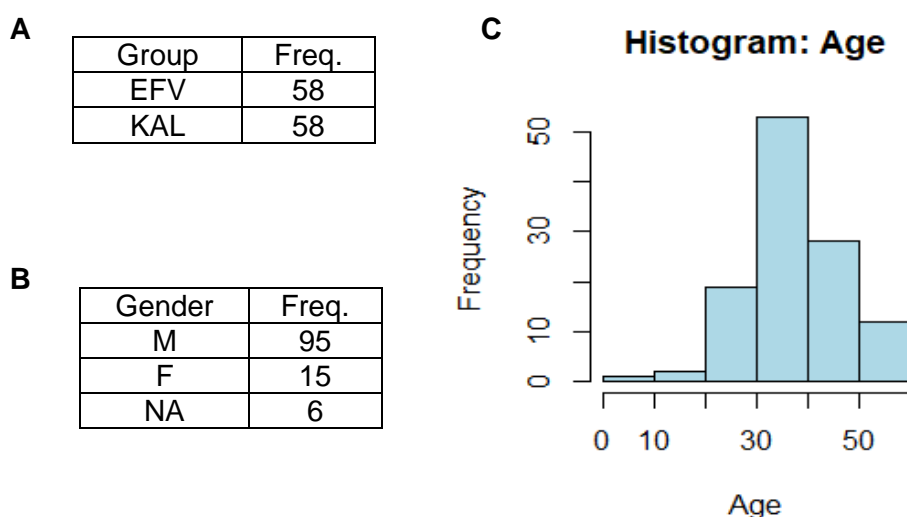 A
Group Freq.
EFV 58
KAL 58
B
Gender Freq.
M 95
F 15
NA 6
C
Histogram: Age
Frequency
50
30
10
0
0 10 30 50
Age